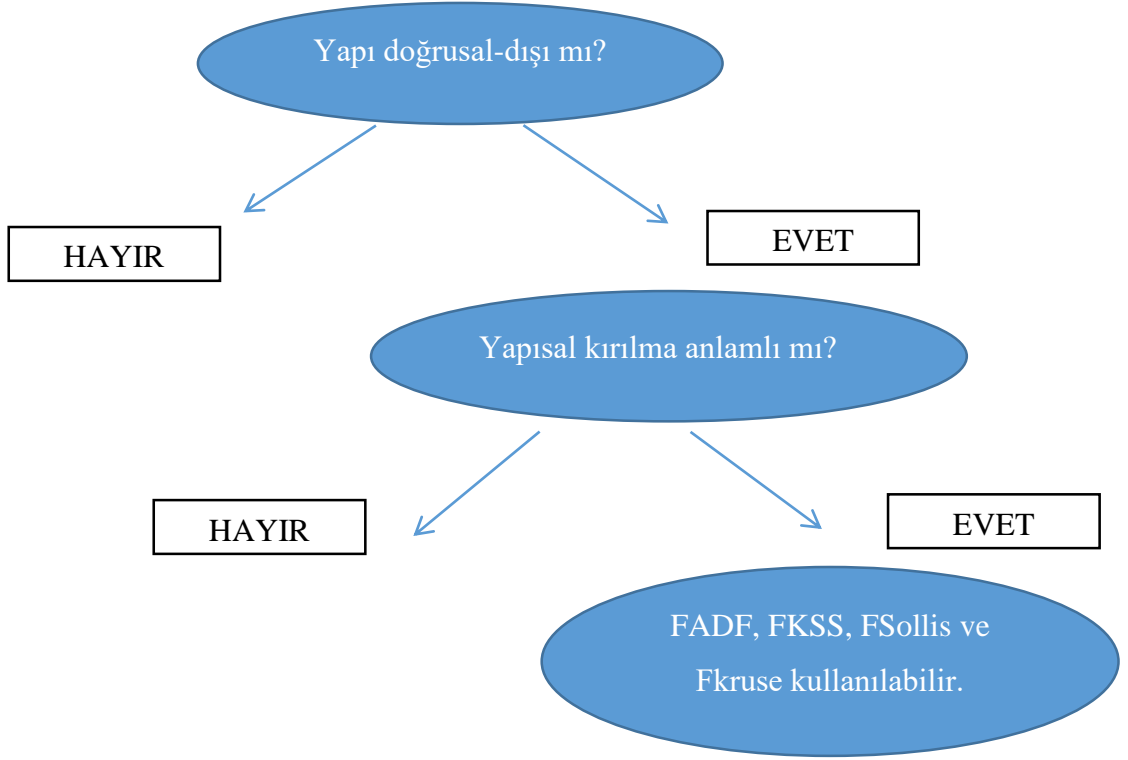 Yapı doğrusal-dışı mı?
HAYIR
EVET
Yapısal kırılma anlamlı mı?
HAYIR
EVET
FADF, FKSS, FSollis ve
Fkruse kullanılabilir.